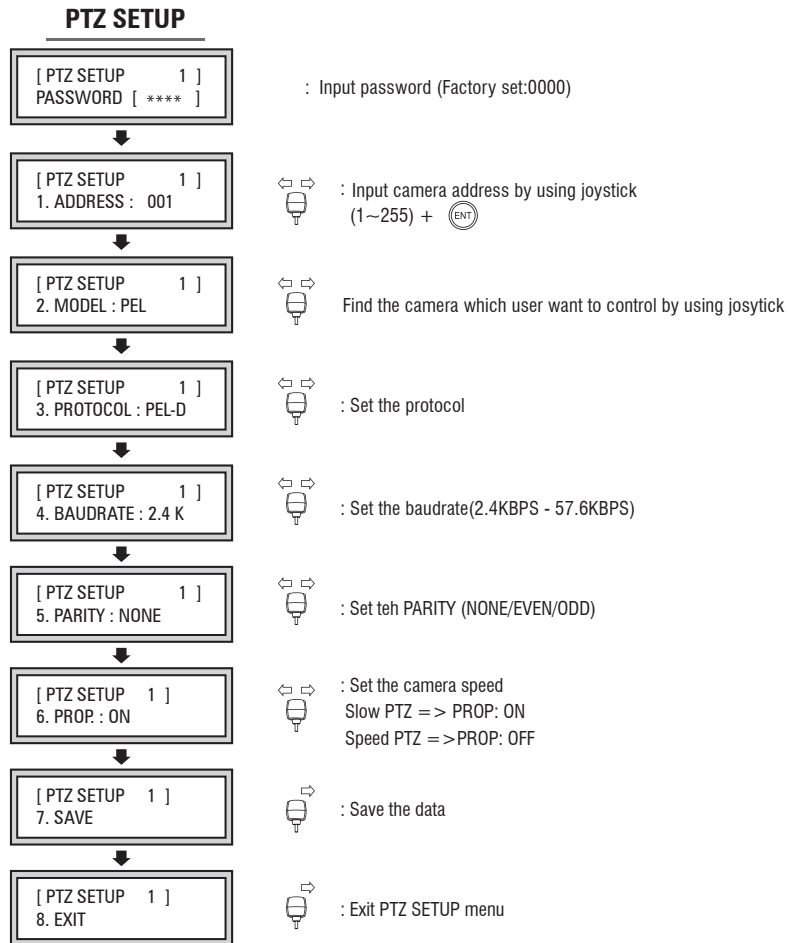 PTZ SETUP
[ PTZ SETUP 1 ]
PASSWORD [ **** ]
: Input password (Factory set:0000)
[ PTZ SETUP 1 ]
1. ADDRESS : 001
: Input camera address by using joystick
(1~255) + ENT
[ PTZ SETUP 1 ]
2. MODEL : PEL
Find the camera which user want to control by using josytick
[ PTZ SETUP 1 ]
3. PROTOCOL : PEL-D
: Set the protocol
[ PTZ SETUP 1 ]
4. BAUDRATE : 2.4 K
: Set the baudrate(2.4KBPS - 57.6KBPS)
[ PTZ SETUP 1 ]
5. PARITY : NONE
: Set teh PARITY (NONE/EVEN/ODD)
[ PTZ SETUP 1 ]
6. PROP. : ON
: Set the camera speed
Slow PTZ => PROP: ON
Speed PTZ =>PROP: OFF
[ PTZ SETUP 1 ]
7. SAVE
: Save the data
[ PTZ SETUP 1 ]
8. EXIT
: Exit PTZ SETUP menu